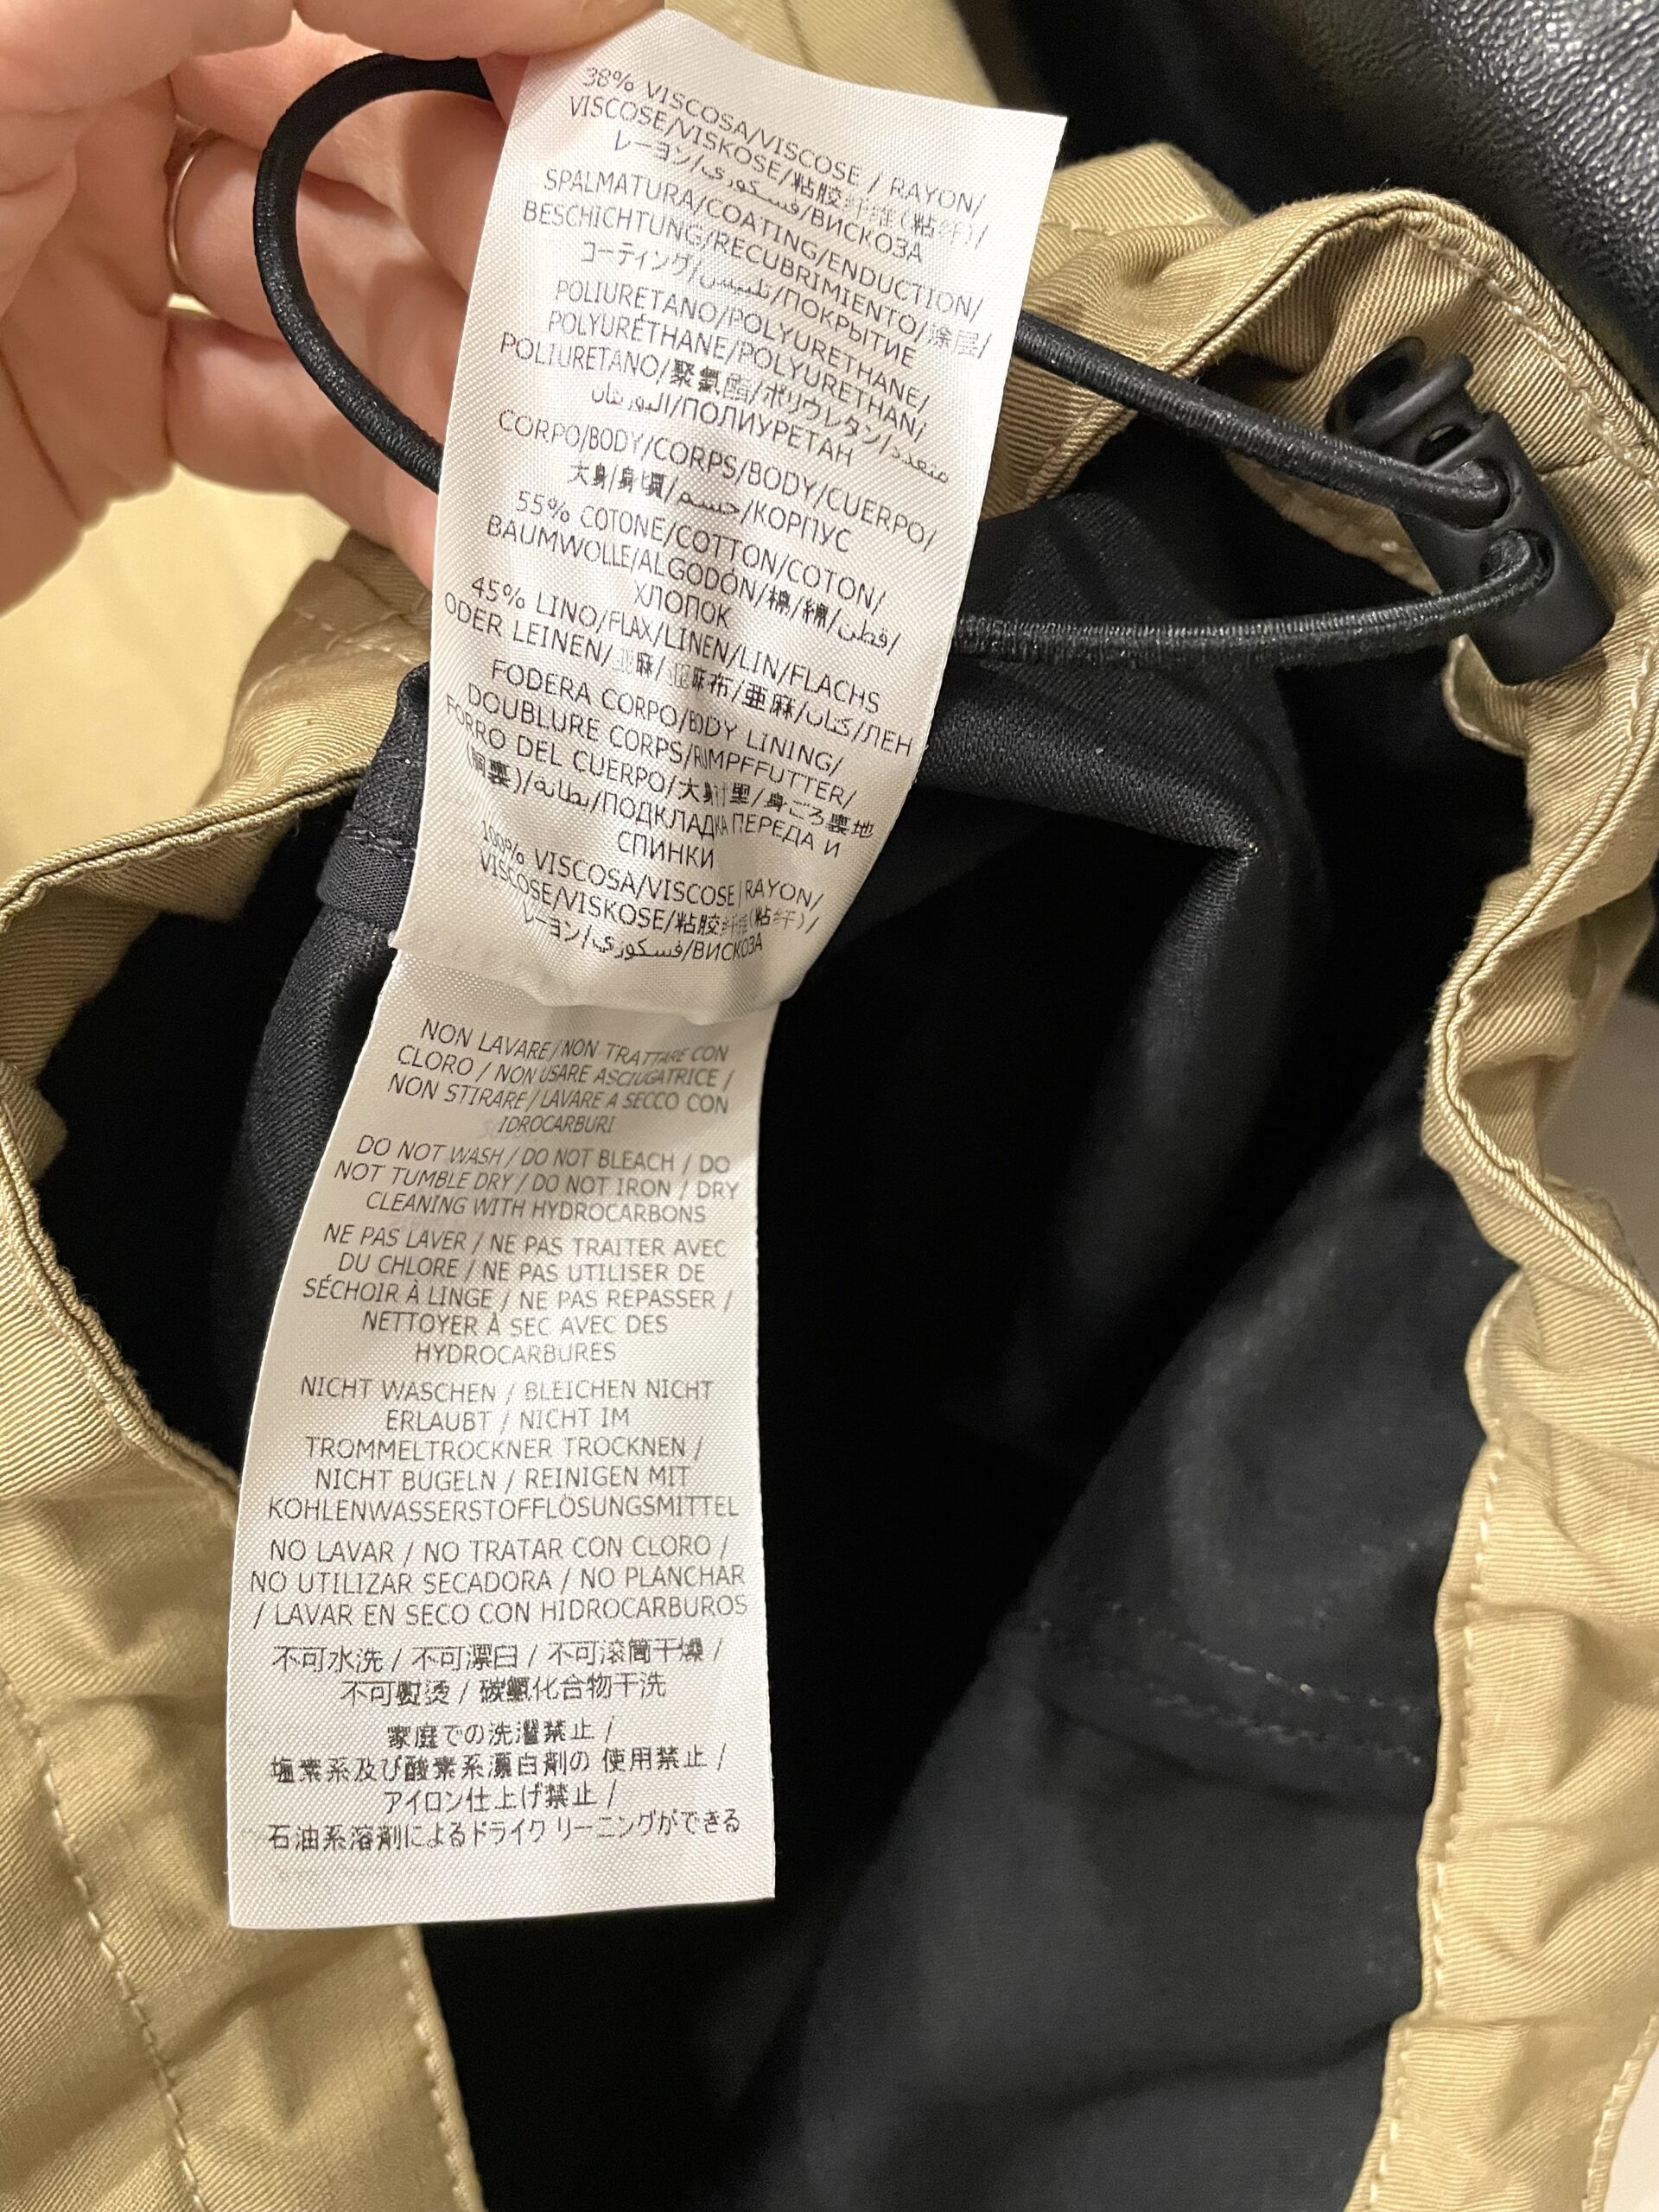 38% VISCOSA/VISCOSE / RAYON/
VISCOSE/VISKOSE/粘胶纤维(粘纤)/
レーヨン/فسكوزي/ВИСКОЗА
SPALMATURA/COATING/ENDUCTION/
BESCHICHTUNG/RECUBRIMIENTO/涂层/
コーティング/تلبيس/ПОКРЫТИЕ
POLIURETANO/POLYURETHANE/
POLYURÉTHANE/POLYURETHAN/
POLIURETANO/聚氨酯/ポリウレタン/متعدد
اليوريثان/ПОЛИУРЕТАН
CORPO/BODY/CORPS/BODY/CUERPO/
大身/身頃/جسم/КОРПУС
55% COTONE/COTTON/COTON/
BAUMWOLLE/ALGODÓN/棉/綿/قطن/
ХЛОПОК
45% LINO/FLAX/LINEN/LIN/FLACHS
ODER LEINEN/亚麻/亚麻布/亜麻/كتان/ЛЕН
FODERA CORPO/BODY LINING/
DOUBLURE CORPS/RUMPFFUTTER/
FORRO DEL CUERPO/大身里/身ごろ裏地
(胴裏)/بطانة/ПОДКЛАДКА ПЕРЕДА И
СПИНКИ
100% VISCOSA/VISCOSE/RAYON/
VISCOSE/VISKOSE/粘胶纤维(粘纤)/
レーヨン/فسكوزي/ВИСКОЗА
NON LAVARE/NON TRATTARE CON
CLORO / NON USARE ASCIUGATRICE /
NON STIRARE/LAVARE A SECCO CON
IDROCARBURI
DO NOT WASH / DO NOT BLEACH / DO
NOT TUMBLE DRY / DO NOT IRON / DRY
CLEANING WITH HYDROCARBONS
NE PAS LAVER / NE PAS TRAITER AVEC
DU CHLORE / NE PAS UTILISER DE
SÉCHOIR À LINGE / NE PAS REPASSER /
NETTOYER À SEC AVEC DES
HYDROCARBURES
NICHT WASCHEN / BLEICHEN NICHT
ERLAUBT / NICHT IM
TROMMELTROCKNER TROCKNEN /
NICHT BUGELN / REINIGEN MIT
KOHLENWASSERSTOFFLÖSUNGSMITTEL
NO LAVAR / NO TRATAR CON CLORO /
NO UTILIZAR SECADORA / NO PLANCHAR
/ LAVAR EN SECO CON HIDROCARBUROS
不可水洗 / 不可漂白 / 不可滚筒干燥 /
不可熨烫 / 碳氢化合物干洗
家庭での洗濯禁止 /
塩素系及び酸素系漂白剤の 使用禁止 /
アイロン仕上げ禁止 /
石油系溶剤によるドライクリーニングができる